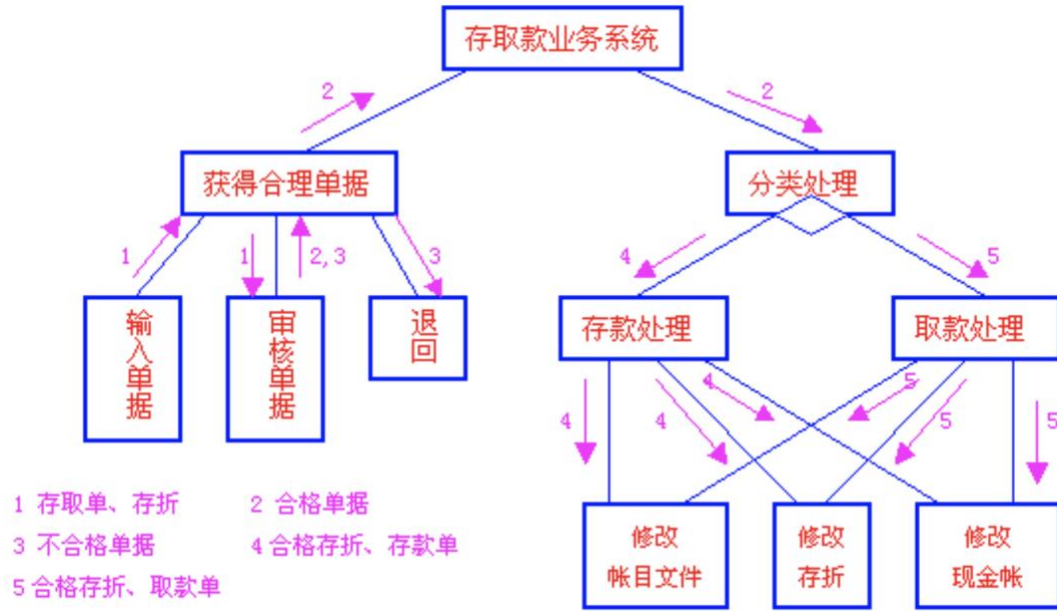 存取款业务系统
2
2
获得合理单据
分类处理
1
1
2,3
3
4
5
输入单据
审核单据
退回
存款处理
取款处理
4
4
4
5
5
5
1 存取单、存折
2 合格单据
3 不合格单据
4 合格存折、存款单
5 合格存折、取款单
修改
帐目文件
修改
存折
修改
现金帐